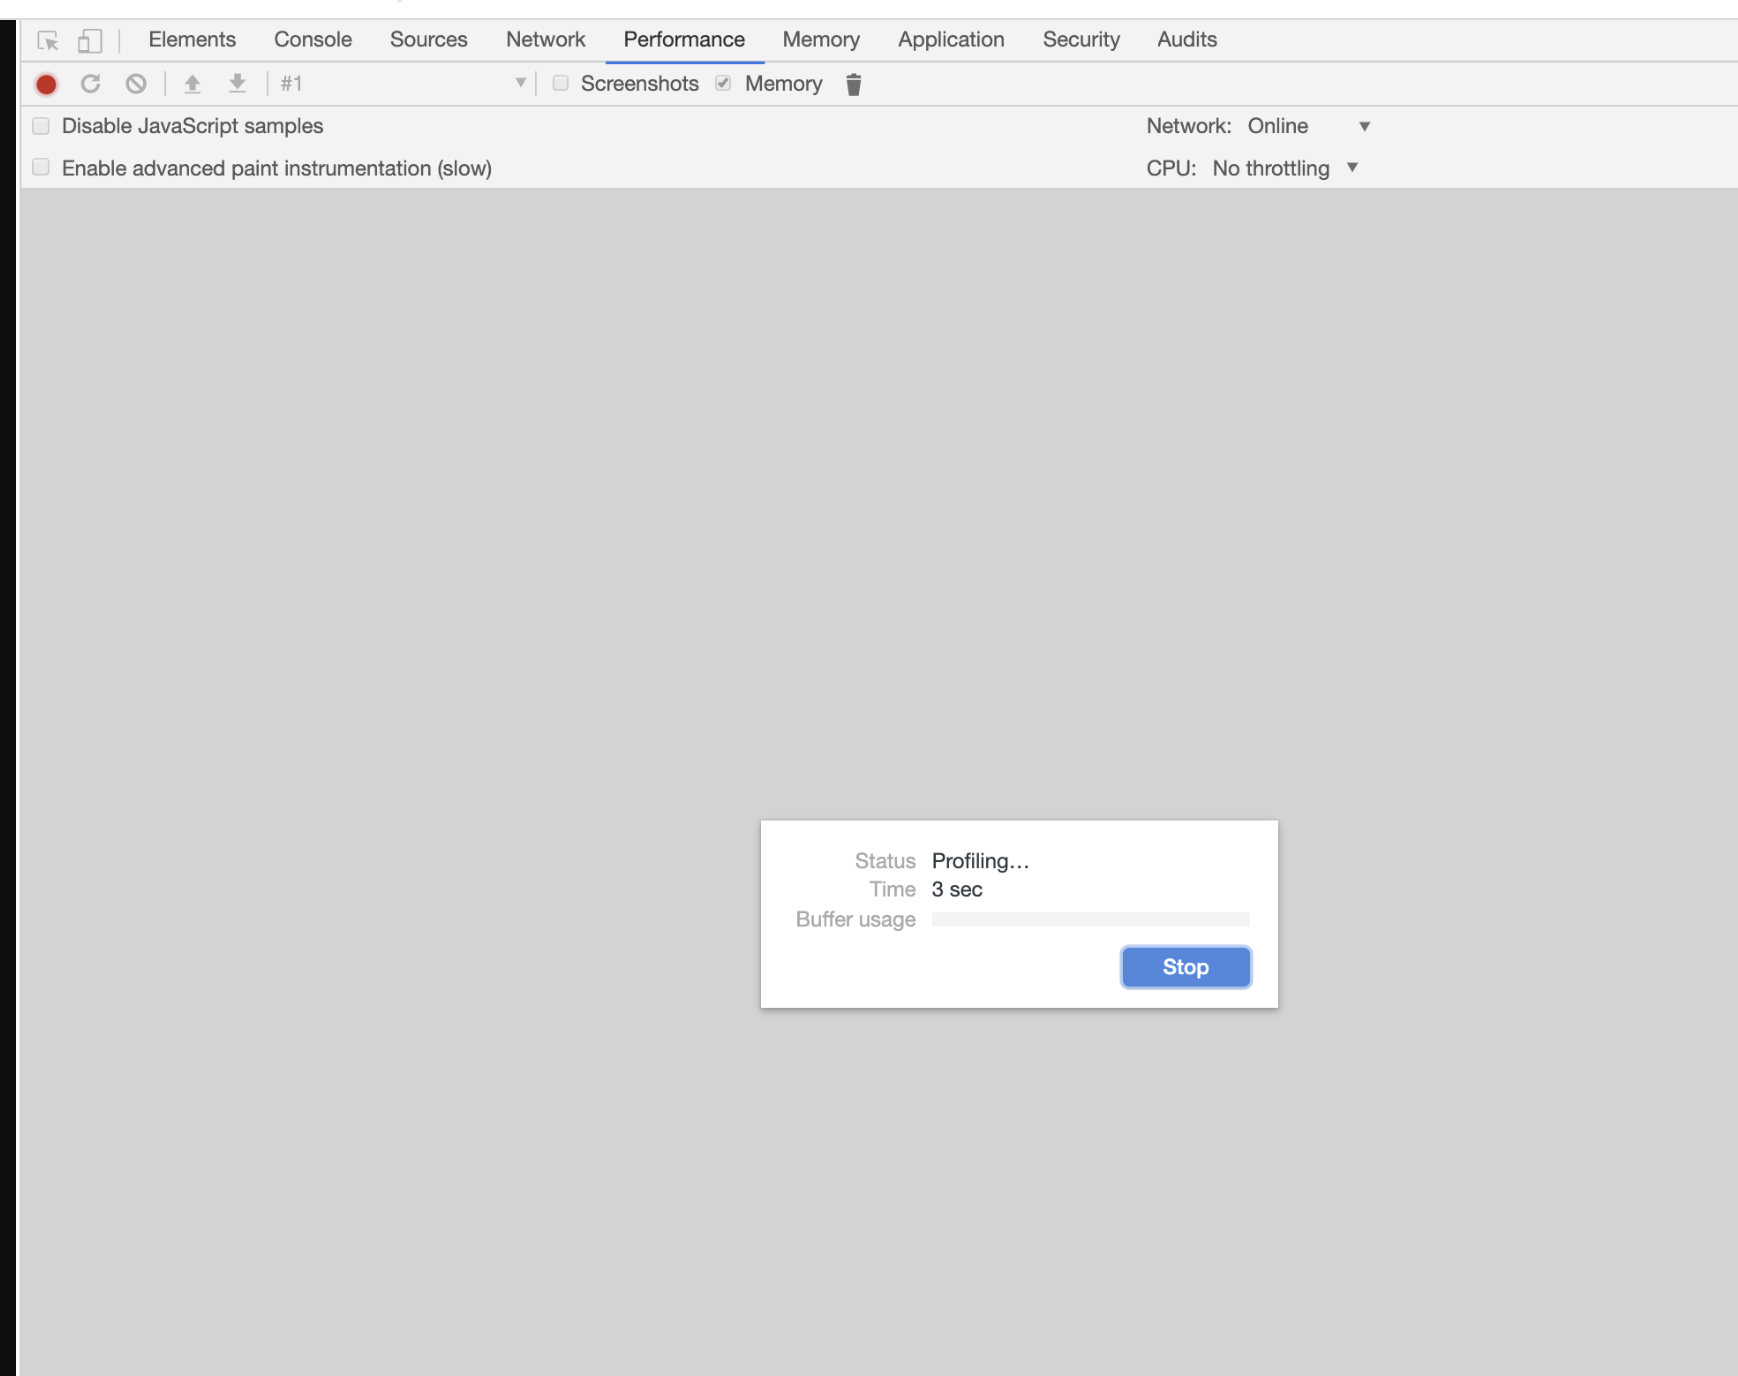 Elements Console Sources Network Performance Memory Application Security Audits
#1 Screenshots Memory
Disable JavaScript samples Network: Online
Enable advanced paint instrumentation (slow) CPU: No throttling
Status Profiling…
Time 3 sec
Buffer usage
Stop